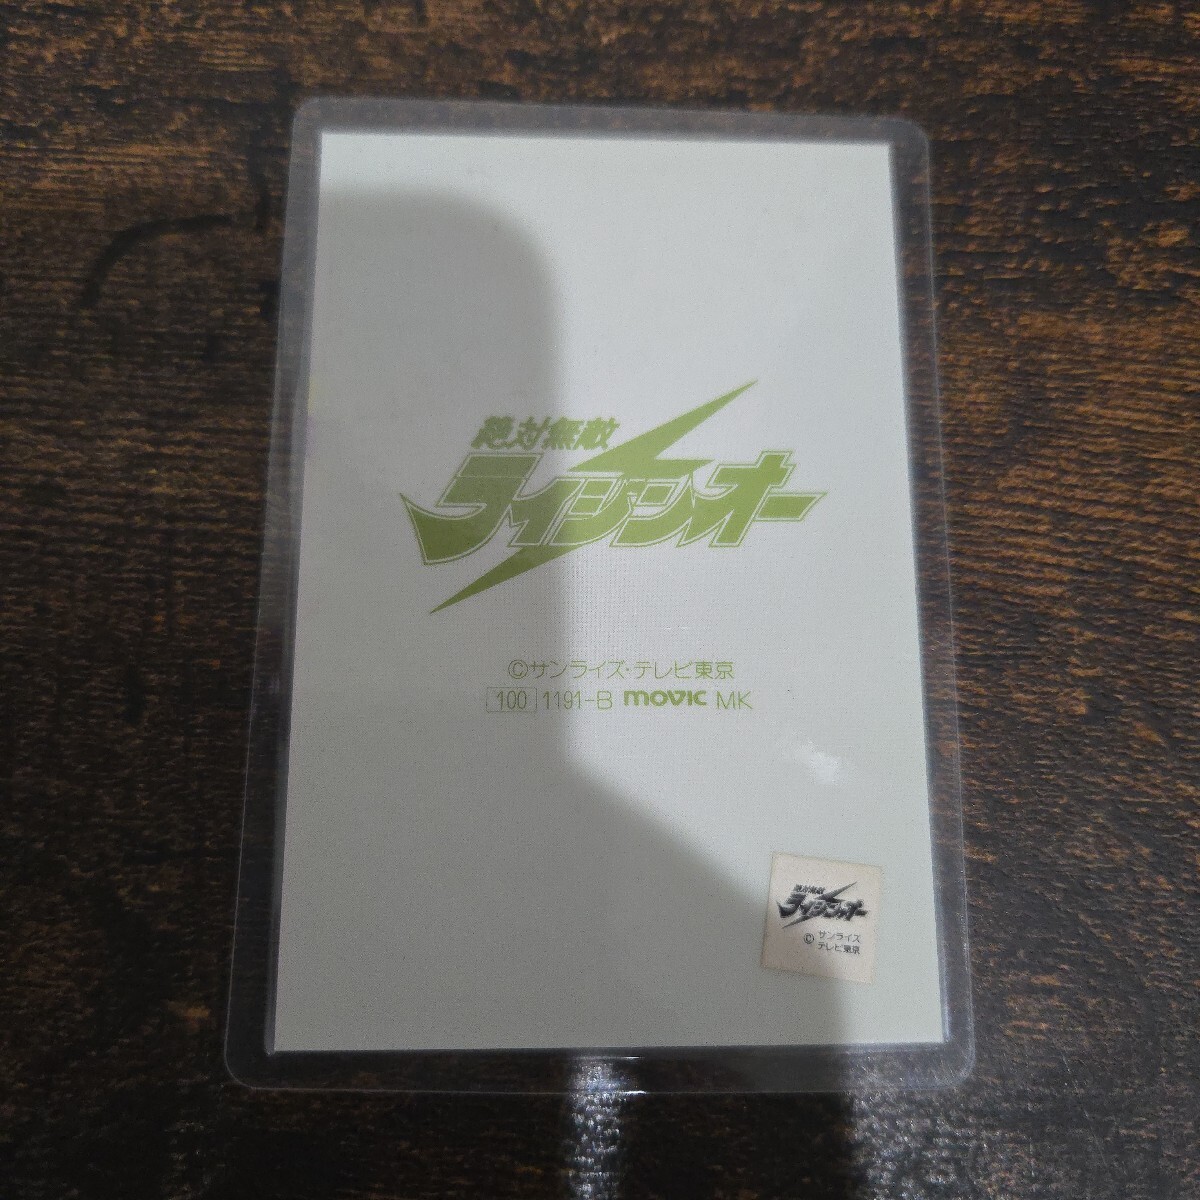 絶対無敵
ライジンオー
©サンライズ・テレビ東京
100 1191-B movic MK
絶対無敵
ライジンオー
© サンライズ
テレビ東京